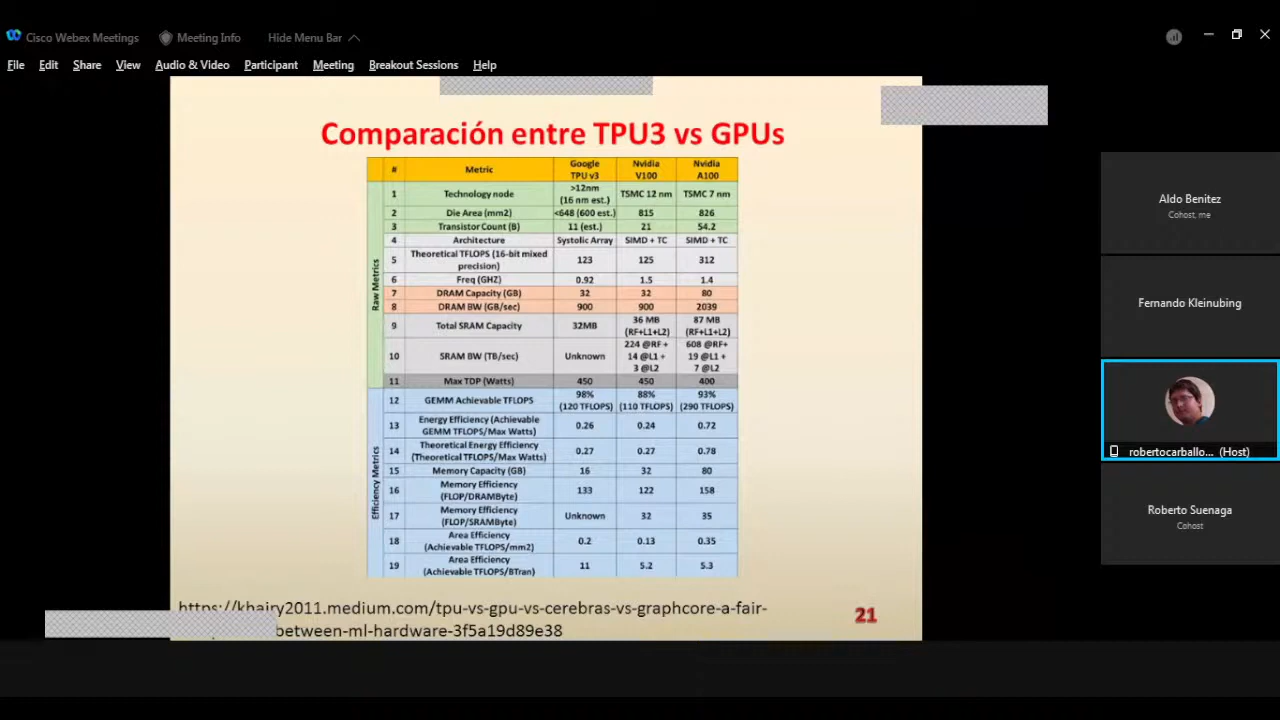 Cisco Webex Meetings Meeting Info Hide Menu Bar
File Edit Share View Audio & Video Participant Meeting Breakout Sessions Help
Comparación entre TPU3 vs GPUs
# Metric Google TPU v3 Nvidia V100 Nvidia A100
Raw Metrics
1 Technology node >12nm (16 nm est.) TSMC 12 nm TSMC 7 nm
2 Die Area (mm2) <648 (600 est.) 815 826
3 Transistor Count (B) 11 (est.) 21 54.2
4 Architecture Systolic Array SIMD + TC SIMD + TC
5 Theoretical TFLOPS (16-bit mixed precision) 123 125 312
6 Freq (GHZ) 0.92 1.5 1.4
7 DRAM Capacity (GB) 32 32 80
8 DRAM BW (GB/sec) 900 900 2039
9 Total SRAM Capacity 32MB 36 MB (RF+L1+L2) 87 MB (RF+L1+L2)
10 SRAM BW (TB/sec) Unknown 224 @RF + 14 @L1 + 3 @L2 608 @RF+ 19 @L1 + 7 @L2
11 Max TDP (Watts) 450 450 400
Efficiency Metrics
12 GEMM Achievable TFLOPS 98% (120 TFLOPS) 88% (110 TFLOPS) 93% (290 TFLOPS)
13 Energy Efficiency (Achievable GEMM TFLOPS/Max Watts) 0.26 0.24 0.72
14 Theoretical Energy Efficiency (Theoretical TFLOPS/Max Watts) 0.27 0.27 0.78
15 Memory Capacity (GB) 16 32 80
16 Memory Efficiency (FLOP/DRAMByte) 133 122 158
17 Memory Efficiency (FLOP/SRAMByte) Unknown 32 35
18 Area Efficiency (Achievable TFLOPS/mm2) 0.2 0.13 0.35
19 Area Efficiency (Achievable TFLOPS/BTran) 11 5.2 5.3
https://khairy2011.medium.com/tpu-vs-gpu-vs-cerebras-vs-graphcore-a-fair-
between-ml-hardware-3f5a19d89e38
21
Aldo Benitez
Cohost, me
Fernando Kleinubing
robertocarballo... (Host)
Roberto Suenaga
Cohost